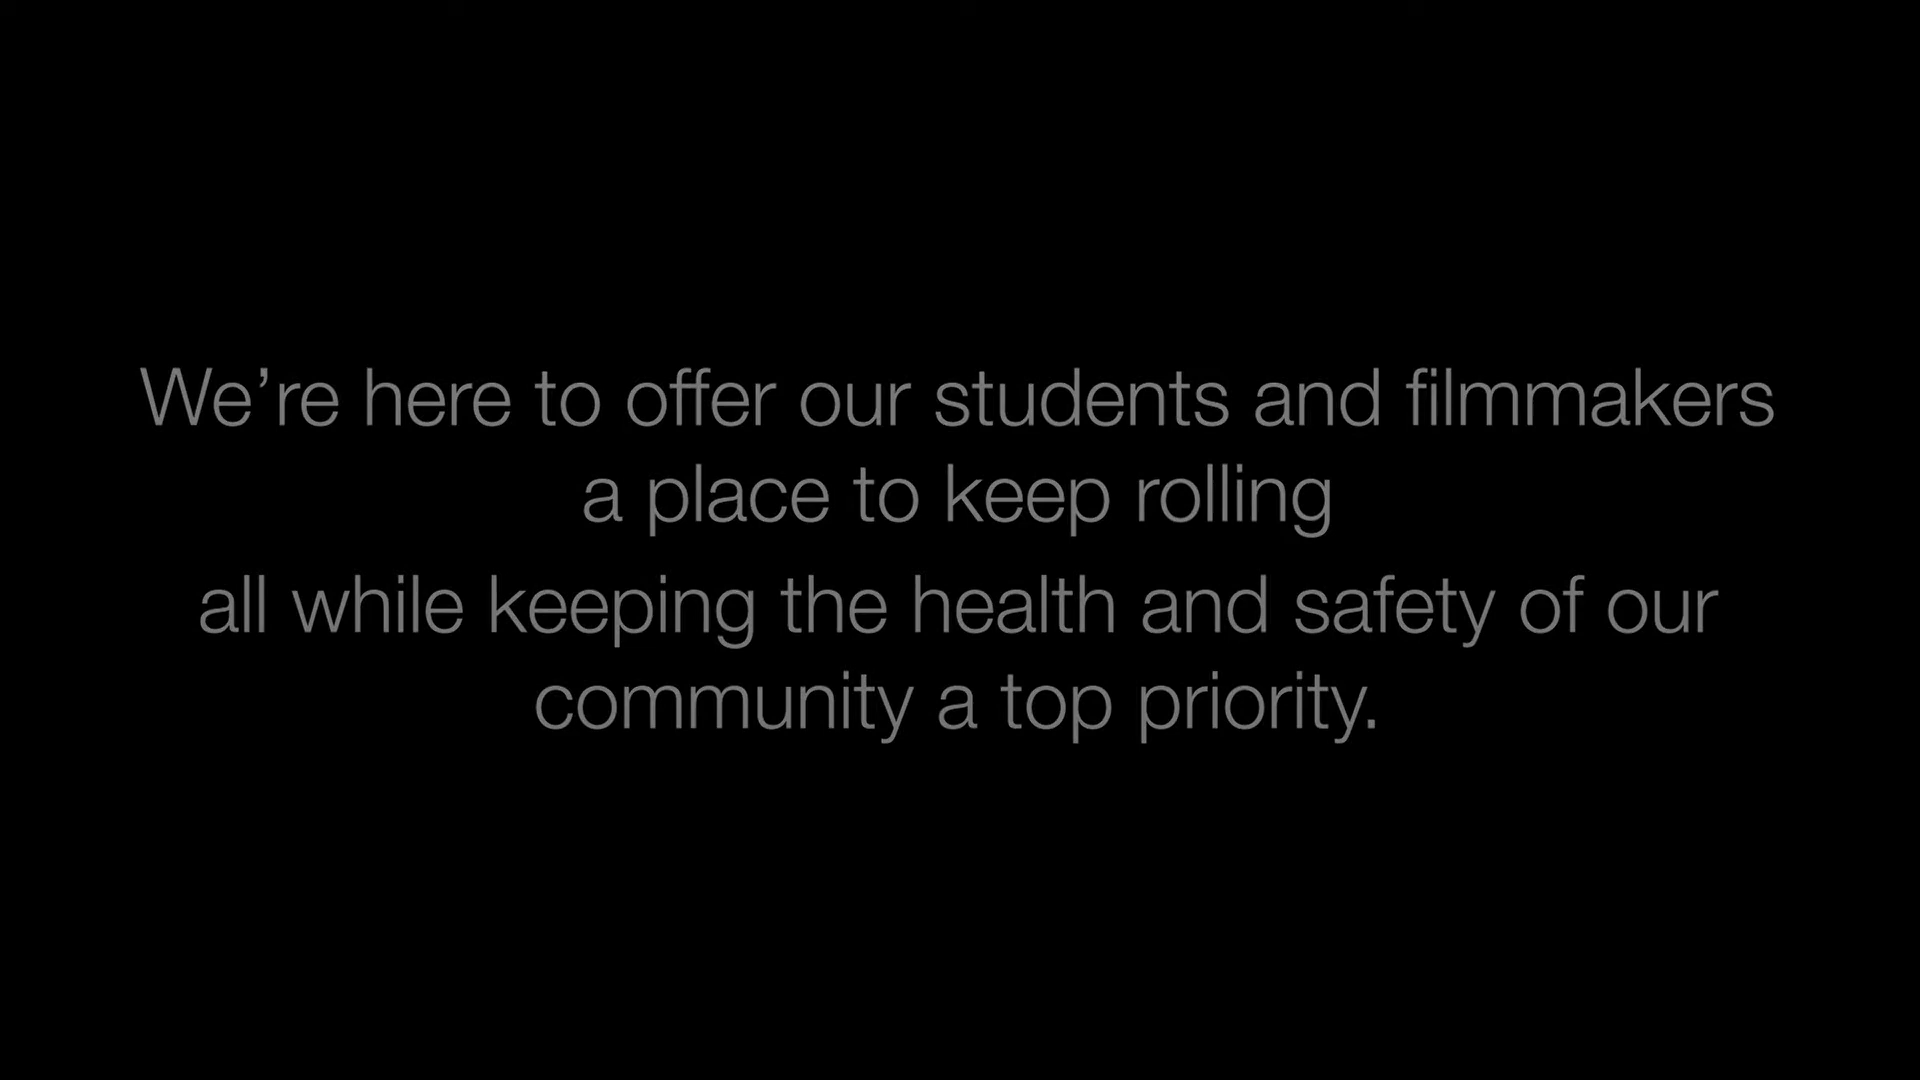 We’re here to offer our students and filmmakers
a place to keep rolling
all while keeping the health and safety of our
community a top priority.